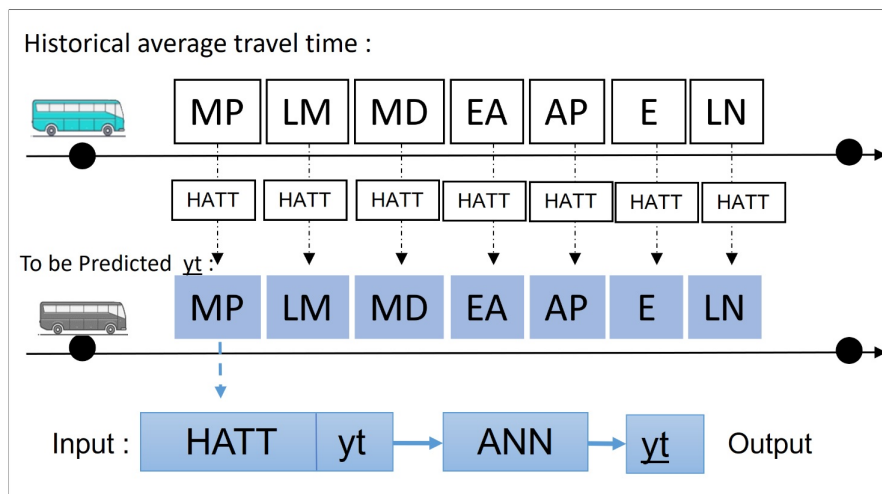 Historical average travel time :
MP LM MD EA AP E LN
HATT HATT HATT HATT HATT HATT HATT
To be Predicted yt :
MP LM MD EA AP E LN
Input : HATT yt ANN yt Output